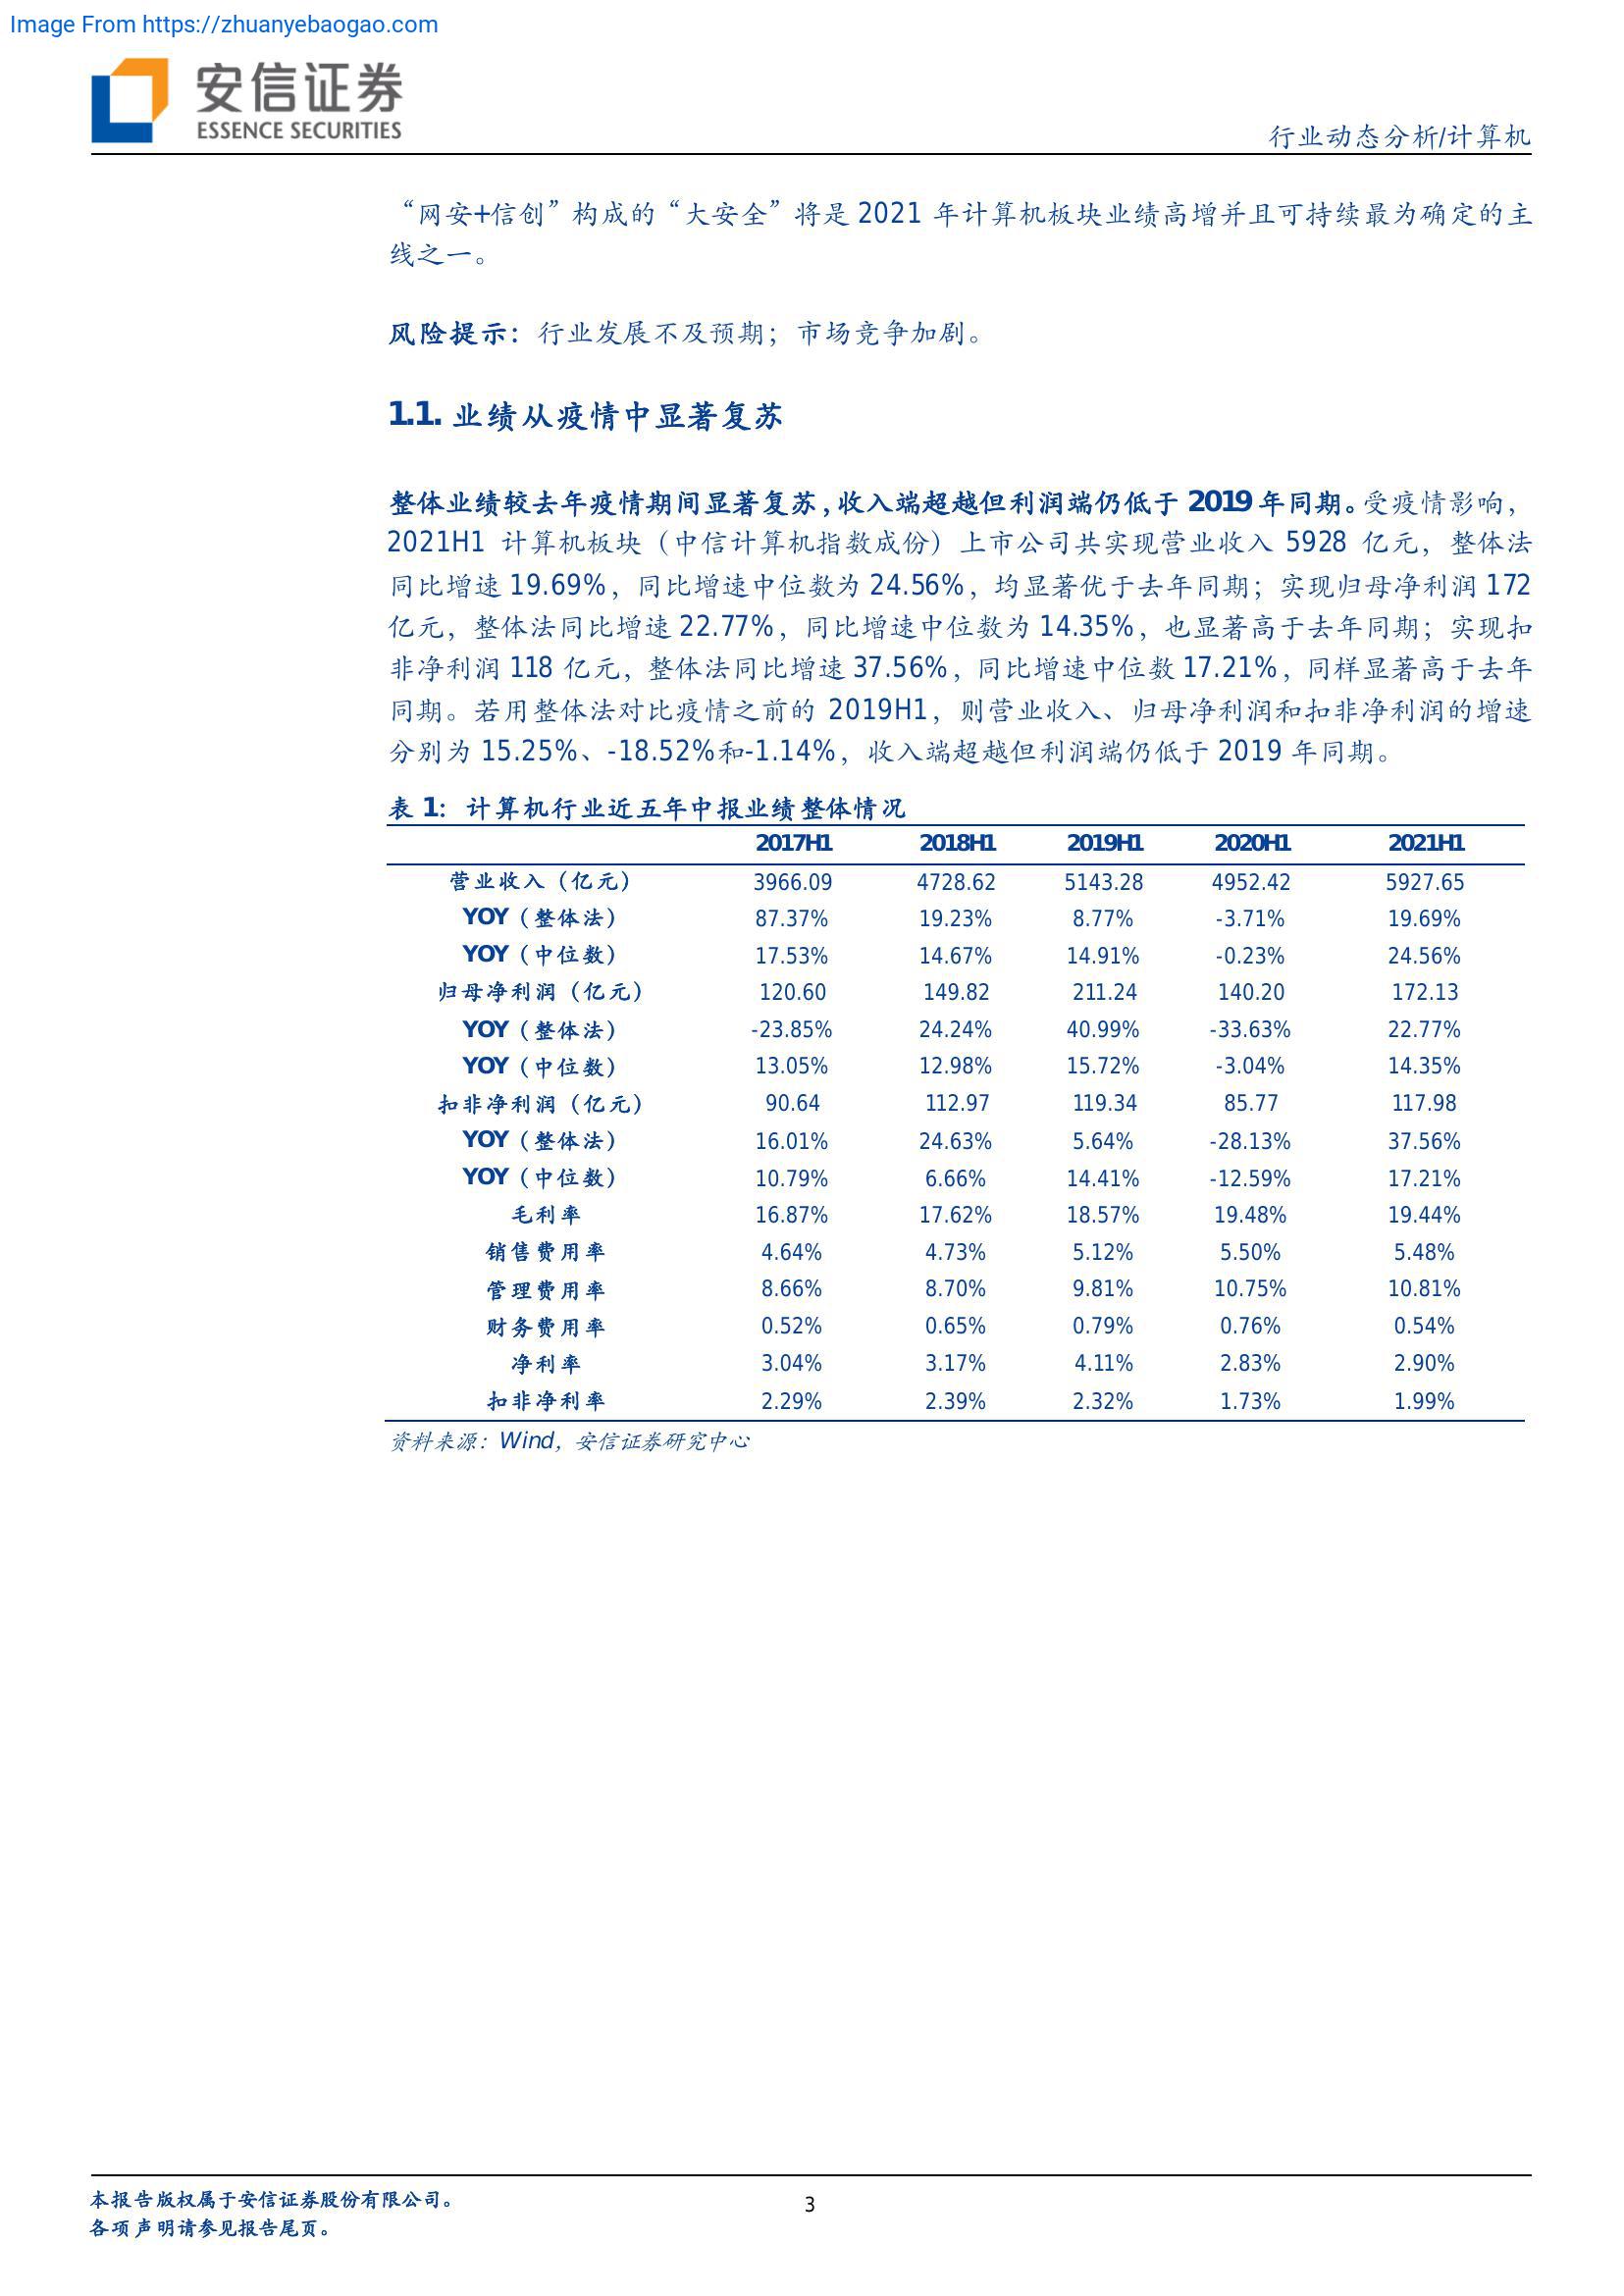 Image From https://zhuanyebaogao.com
安信证券
ESSENCE SECURITIES
行业动态分析/计算机
“网安+信创”构成的“大安全”将是 2021 年计算机板块业绩高增并且可持续最为确定的主
线之一。
风险提示：行业发展不及预期；市场竞争加剧。
1.1. 业绩从疫情中显著复苏
整体业绩较去年疫情期间显著复苏，收入端超越但利润端仍低于 2019 年同期。受疫情影响，
2021H1 计算机板块（中信计算机指数成份）上市公司共实现营业收入 5928 亿元，整体法
同比增速 19.69%，同比增速中位数为 24.56%，均显著优于去年同期；实现归母净利润 172
亿元，整体法同比增速 22.77%，同比增速中位数为 14.35%，也显著高于去年同期；实现扣
非净利润 118 亿元，整体法同比增速 37.56%，同比增速中位数 17.21%，同样显著高于去年
同期。若用整体法对比疫情之前的 2019H1，则营业收入、归母净利润和扣非净利润的增速
分别为 15.25%、-18.52%和-1.14%，收入端超越但利润端仍低于 2019 年同期。
表 1：计算机行业近五年中报业绩整体情况
2017H1 2018H1 2019H1 2020H1 2021H1
营业收入（亿元） 3966.09 4728.62 5143.28 4952.42 5927.65
YOY（整体法） 87.37% 19.23% 8.77% -3.71% 19.69%
YOY（中位数） 17.53% 14.67% 14.91% -0.23% 24.56%
归母净利润（亿元） 120.60 149.82 211.24 140.20 172.13
YOY（整体法） -23.85% 24.24% 40.99% -33.63% 22.77%
YOY（中位数） 13.05% 12.98% 15.72% -3.04% 14.35%
扣非净利润（亿元） 90.64 112.97 119.34 85.77 117.98
YOY（整体法） 16.01% 24.63% 5.64% -28.13% 37.56%
YOY（中位数） 10.79% 6.66% 14.41% -12.59% 17.21%
毛利率 16.87% 17.62% 18.57% 19.48% 19.44%
销售费用率 4.64% 4.73% 5.12% 5.50% 5.48%
管理费用率 8.66% 8.70% 9.81% 10.75% 10.81%
财务费用率 0.52% 0.65% 0.79% 0.76% 0.54%
净利率 3.04% 3.17% 4.11% 2.83% 2.90%
扣非净利率 2.29% 2.39% 2.32% 1.73% 1.99%
资料来源：Wind，安信证券研究中心
本报告版权属于安信证券股份有限公司。
各项声明请参见报告尾页。
3